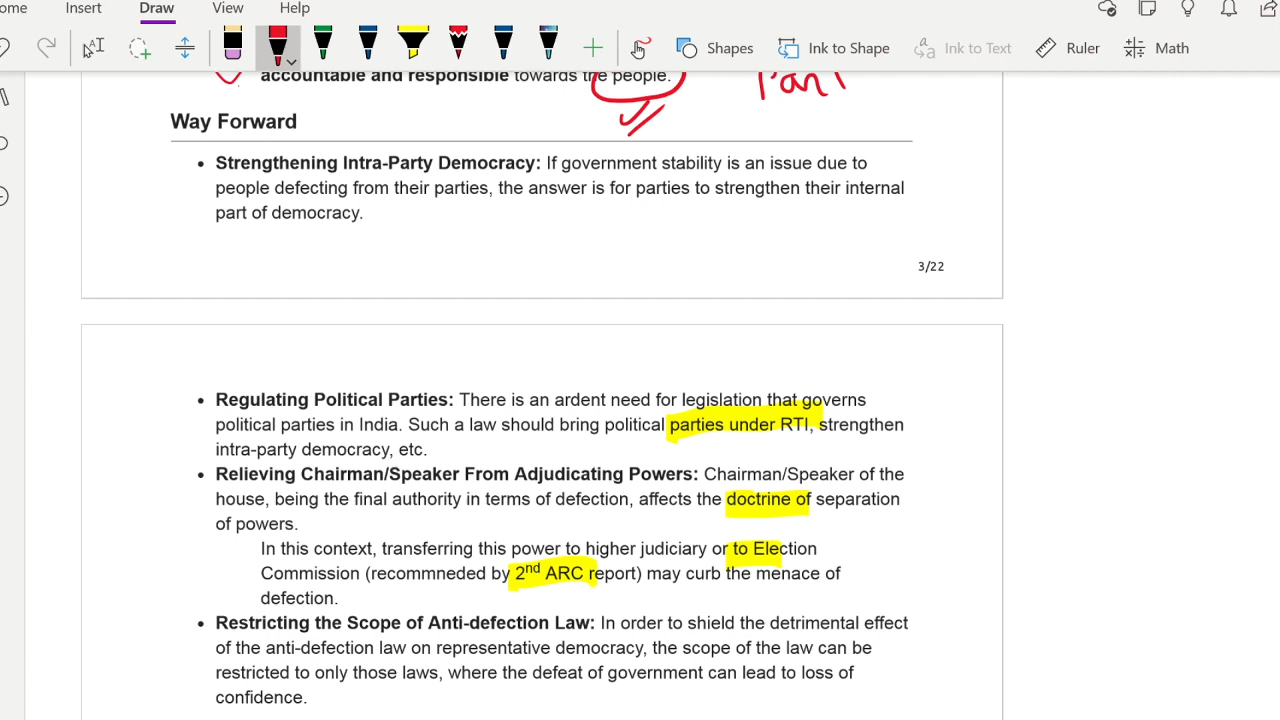 ome Insert Draw View Help
Shapes Ink to Shape Ink to Text Ruler Math
accountable and responsible towards the people.
Part
Way Forward
• Strengthening Intra-Party Democracy: If government stability is an issue due to
people defecting from their parties, the answer is for parties to strengthen their internal
part of democracy.
3/22
• Regulating Political Parties: There is an ardent need for legislation that governs
political parties in India. Such a law should bring political parties under RTI, strengthen
intra-party democracy, etc.
• Relieving Chairman/Speaker From Adjudicating Powers: Chairman/Speaker of the
house, being the final authority in terms of defection, affects the doctrine of separation
of powers.
In this context, transferring this power to higher judiciary or to Election
Commission (recommneded by 2nd ARC report) may curb the menace of
defection.
• Restricting the Scope of Anti-defection Law: In order to shield the detrimental effect
of the anti-defection law on representative democracy, the scope of the law can be
restricted to only those laws, where the defeat of government can lead to loss of
confidence.